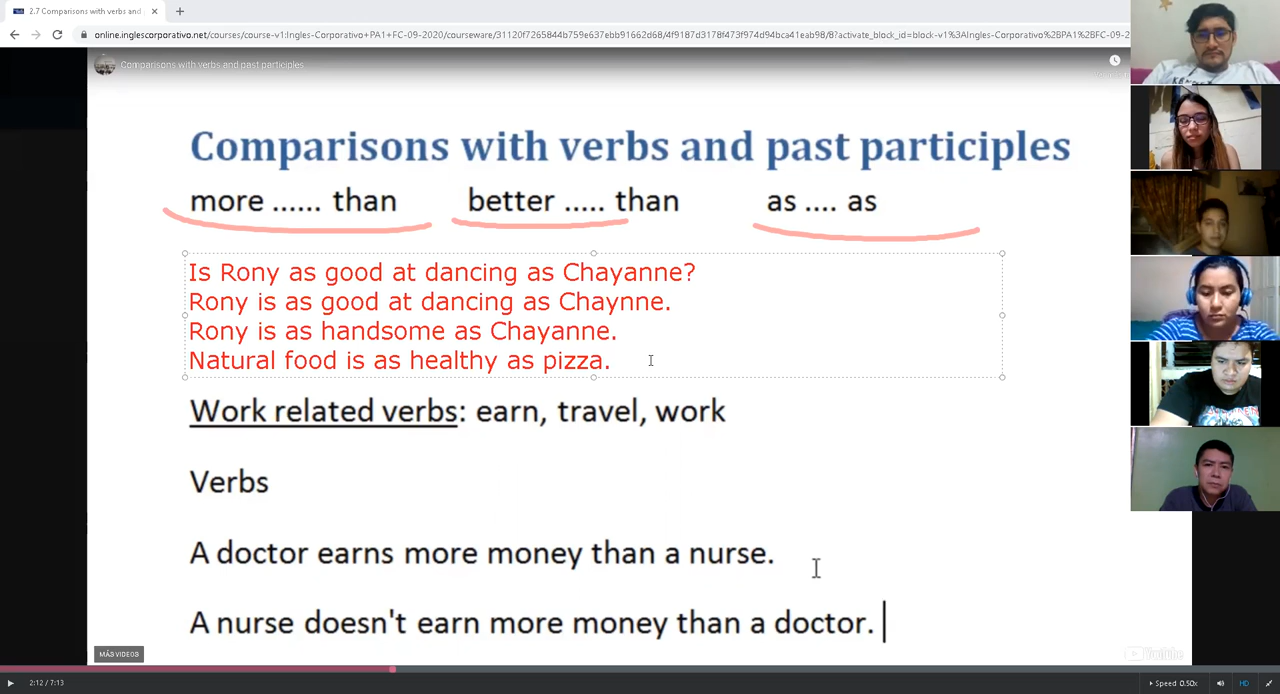 2.7 Comparisons with verbs and
online.inglescorporativo.net/courses/course-v1:Ingles-Corporativo+PA1+FC-09-2020/courseware/31120f7265844b759e637ebb91662d68/4f9187d3178f473f974d94bca41eab98/8?activate_block_id=block-v1%3AIngles-Corporativo%2BPA1%2BFC-09-2
Comparisons with verbs and past participles
Comparisons with verbs and past participles
more ...... than better ..... than as .... as
Is Rony as good at dancing as Chayanne?
Rony is as good at dancing as Chaynne.
Rony is as handsome as Chayanne.
Natural food is as healthy as pizza.
Work related verbs: earn, travel, work
Verbs
A doctor earns more money than a nurse.
A nurse doesn't earn more money than a doctor.
MÁS VIDEOS
YouTube
2:12 / 7:13
Speed 0.50x
HD